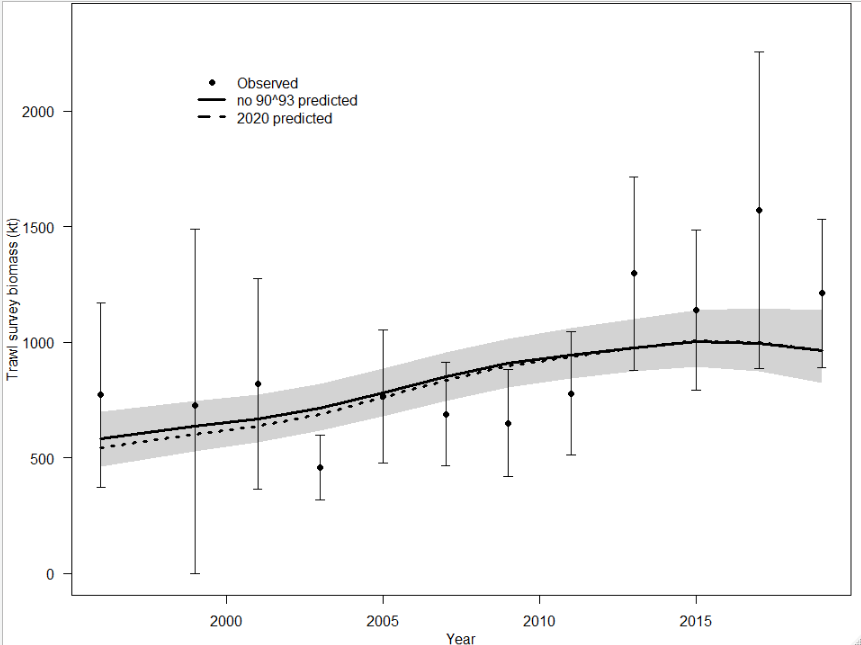 Observed
no 90^93 predicted
2020 predicted
2000
1500
1000
500
0
Trawl survey biomass (kt)
2000
2005
2010
2015
Year